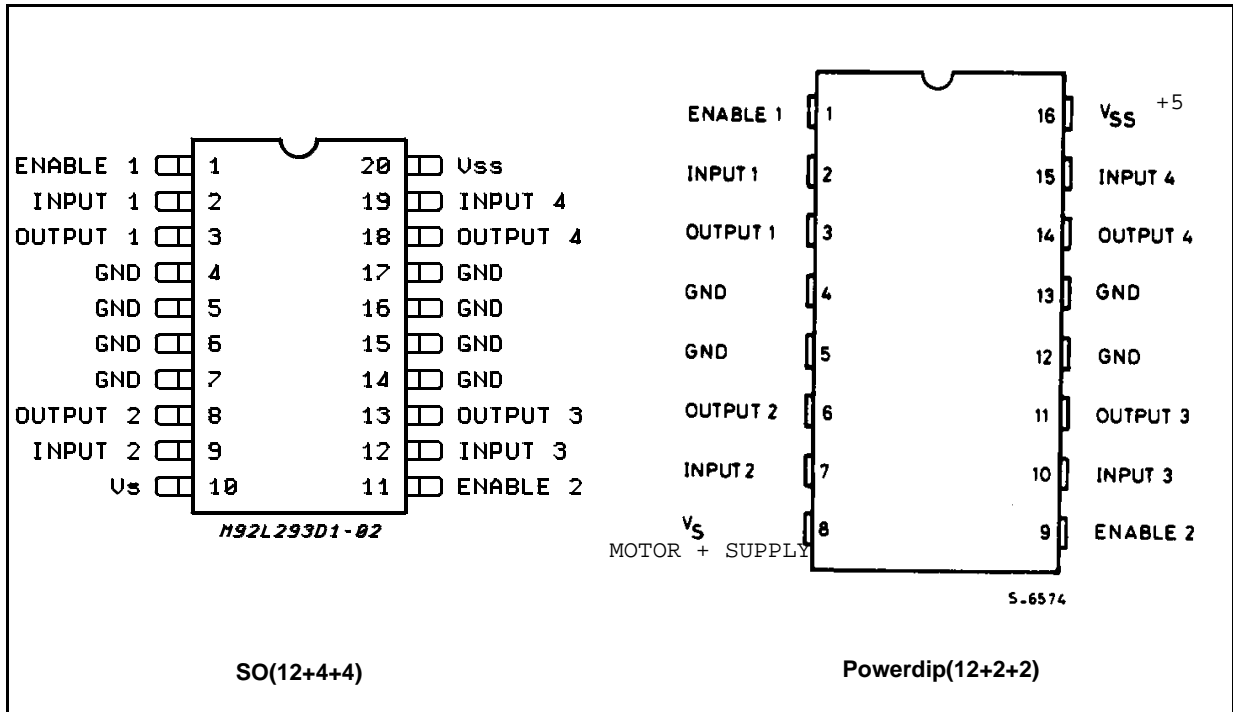 ENABLE 1 1 20 Vss
INPUT 1 2 19 INPUT 4
OUTPUT 1 3 18 OUTPUT 4
GND 4 17 GND
GND 5 16 GND
GND 6 15 GND
GND 7 14 GND
OUTPUT 2 8 13 OUTPUT 3
INPUT 2 9 12 INPUT 3
Vs 10 11 ENABLE 2
M92L293D1-02
SO(12+4+4)
ENABLE 1 1 16 VSS +5
INPUT 1 2 15 INPUT 4
OUTPUT 1 3 14 OUTPUT 4
GND 4 13 GND
GND 5 12 GND
OUTPUT 2 6 11 OUTPUT 3
INPUT 2 7 10 INPUT 3
VS 8 9 ENABLE 2
MOTOR + SUPPLY
S-6574
Powerdip(12+2+2)